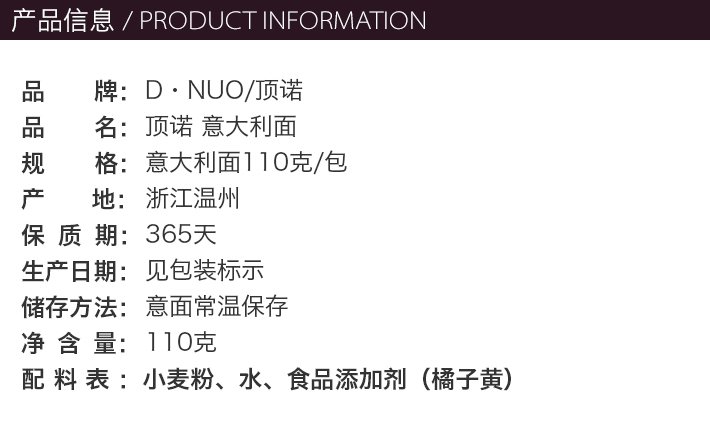 产品信息 / PRODUCT INFORMATION
品牌：D·NUO/顶诺
品名：顶诺 意大利面
规格：意大利面110克/包
产地：浙江温州
保质期：365天
生产日期：见包装标示
储存方法：意面常温保存
净含量：110克
配料表：小麦粉、水、食品添加剂（橘子黄）